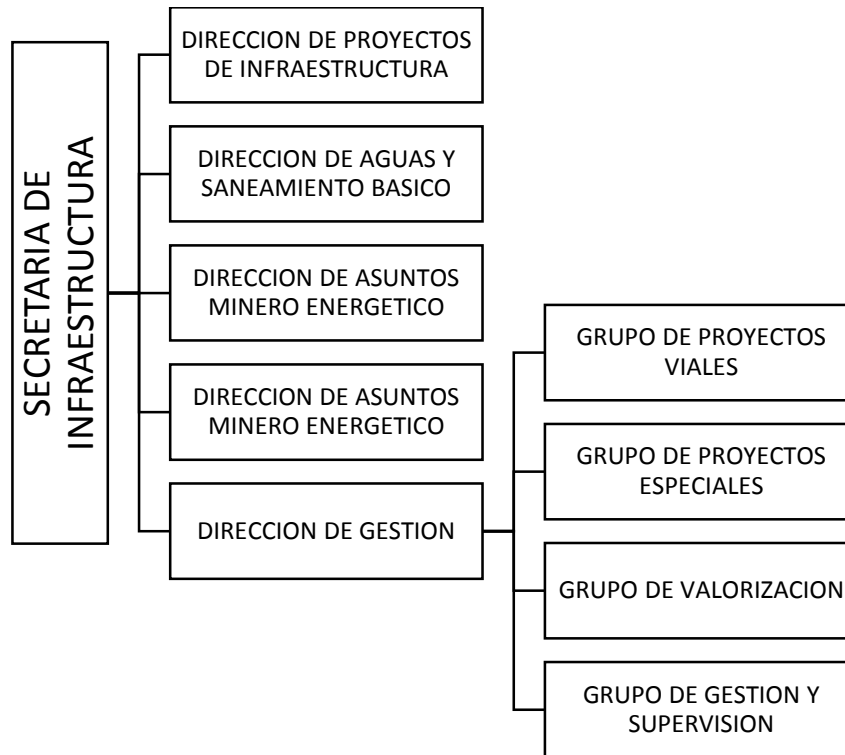 SECRETARIA DE
INFRAESTRUCTURA
DIRECCION DE PROYECTOS
DE INFRAESTRUCTURA
DIRECCION DE AGUAS Y
SANEAMIENTO BASICO
DIRECCION DE ASUNTOS
MINERO ENERGETICO
DIRECCION DE ASUNTOS
MINERO ENERGETICO
DIRECCION DE GESTION
GRUPO DE PROYECTOS
VIALES
GRUPO DE PROYECTOS
ESPECIALES
GRUPO DE VALORIZACION
GRUPO DE GESTION Y
SUPERVISION